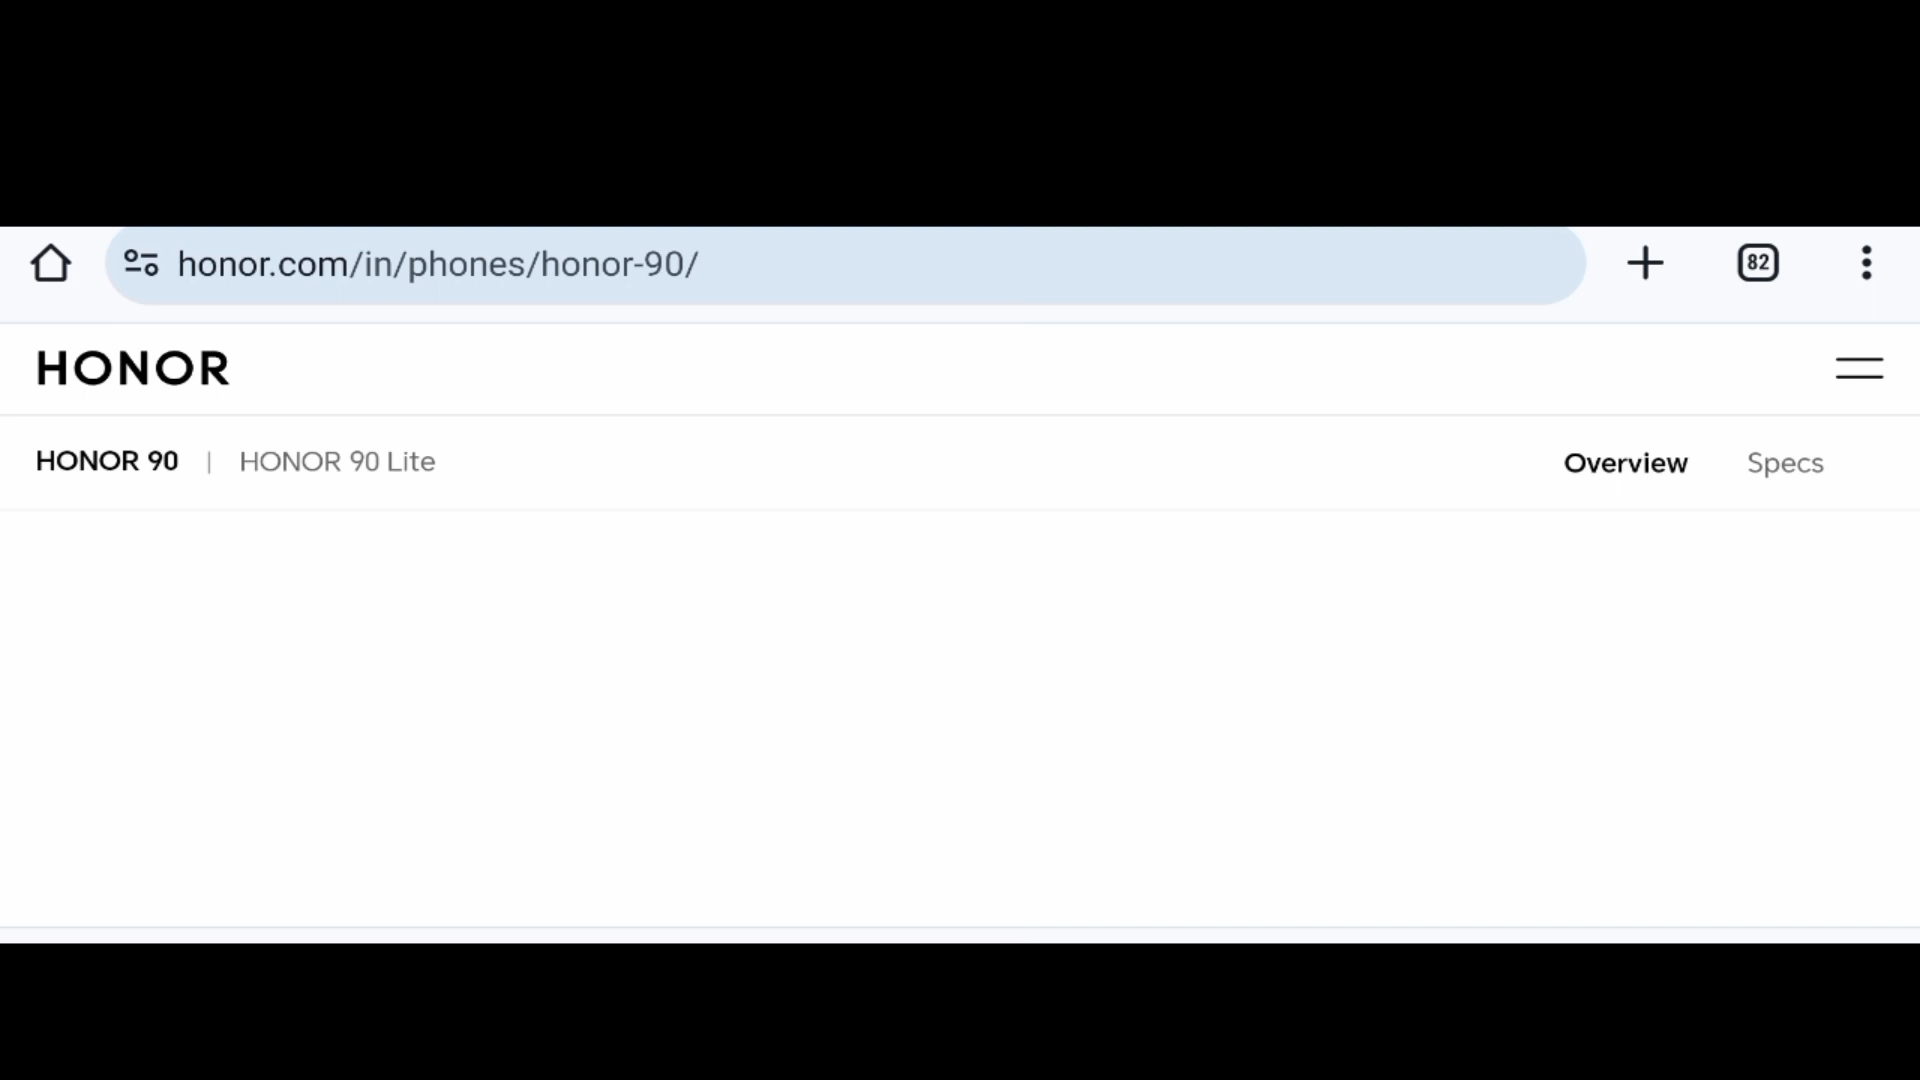 honor.com/in/phones/honor-90/
82
HONOR
HONOR 90 | HONOR 90 Lite
Overview Specs